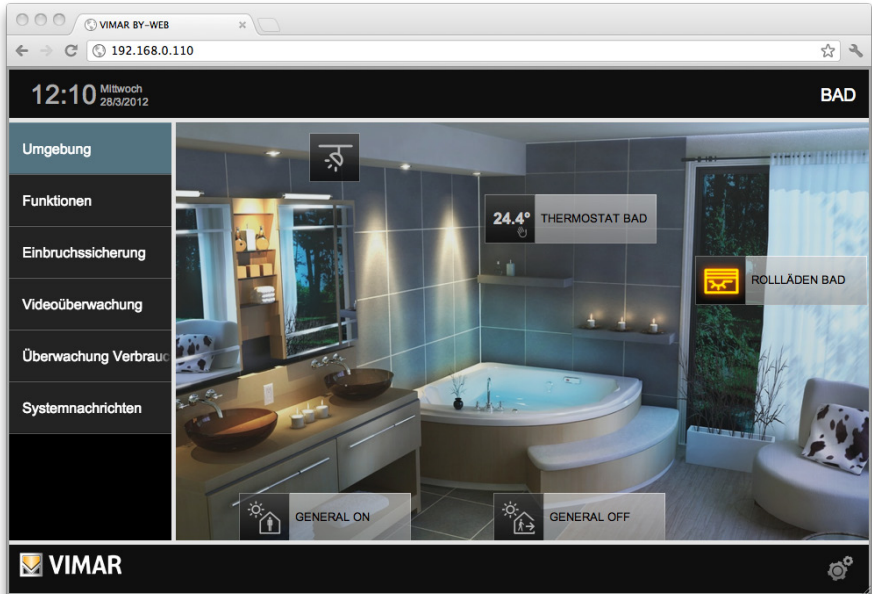 VIMAR BY-WEB
192.168.0.110
12:10 Mittwoch
28/3/2012
BAD
Umgebung
Funktionen
Einbruchssicherung
Videoüberwachung
Überwachung Verbrauc
Systemnachrichten
24.4° THERMOSTAT BAD
ROLLLÄDEN BAD
GENERAL ON
GENERAL OFF
VIMAR